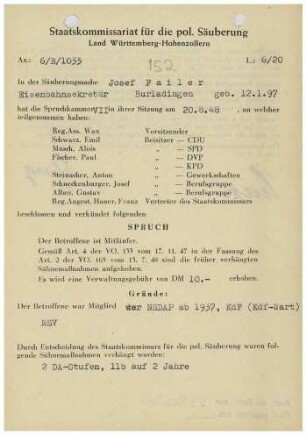 Staatskommissariat für die pol. Säuberung
Land Württemberg-Hohenzollern
Az: 6/B/1033
L: 6/20
152
In der Säuberungssache Josef Failer
Eisenbahnsekretär Burladingen geb. 12.1.97
hat die Spruchkammer VII in ihrer Sitzung am 20.8.48, an welcher
teilgenommen haben:
Reg.Ass. Wax Vorsitzender
Schwarz, Emil Beisitzer — CDU
Maach, Alois „ — SPD
Fischer, Paul „ — DVP
„ — KPD
Steinacher, Anton „ — Gewerkschaften
Schneckenburger, Josef „ — Berufsgruppe
Alber, Gustav „ — Berufsgruppe
Reg.Angest. Hauer, Franz Vertreter des Staatskommissars
beschlossen und verkündet folgenden
SPRUCH
Der Betroffene ist Mitläufer.
Gemäß Art. 4 der VO. 133 vom 17. 11. 47 in der Fassung des
Art. 2 der VO. 165 vom 13. 7. 48 sind die früher verhängten
Sühnemaßnahmen aufgehoben.
Es wird eine Verwaltungsgebühr von DM 10.- erhoben.
Gründe:
Der Betroffene war Mitglied der NSDAP ab 1937, KdF (Kdf-Wart)
NSV
Durch Entscheidung des Staatskommissars für die pol. Säuberung waren fol-
gende Sühnemaßnahmen verhängt worden:
2 DA-Stufen, 11b auf 2 Jahre